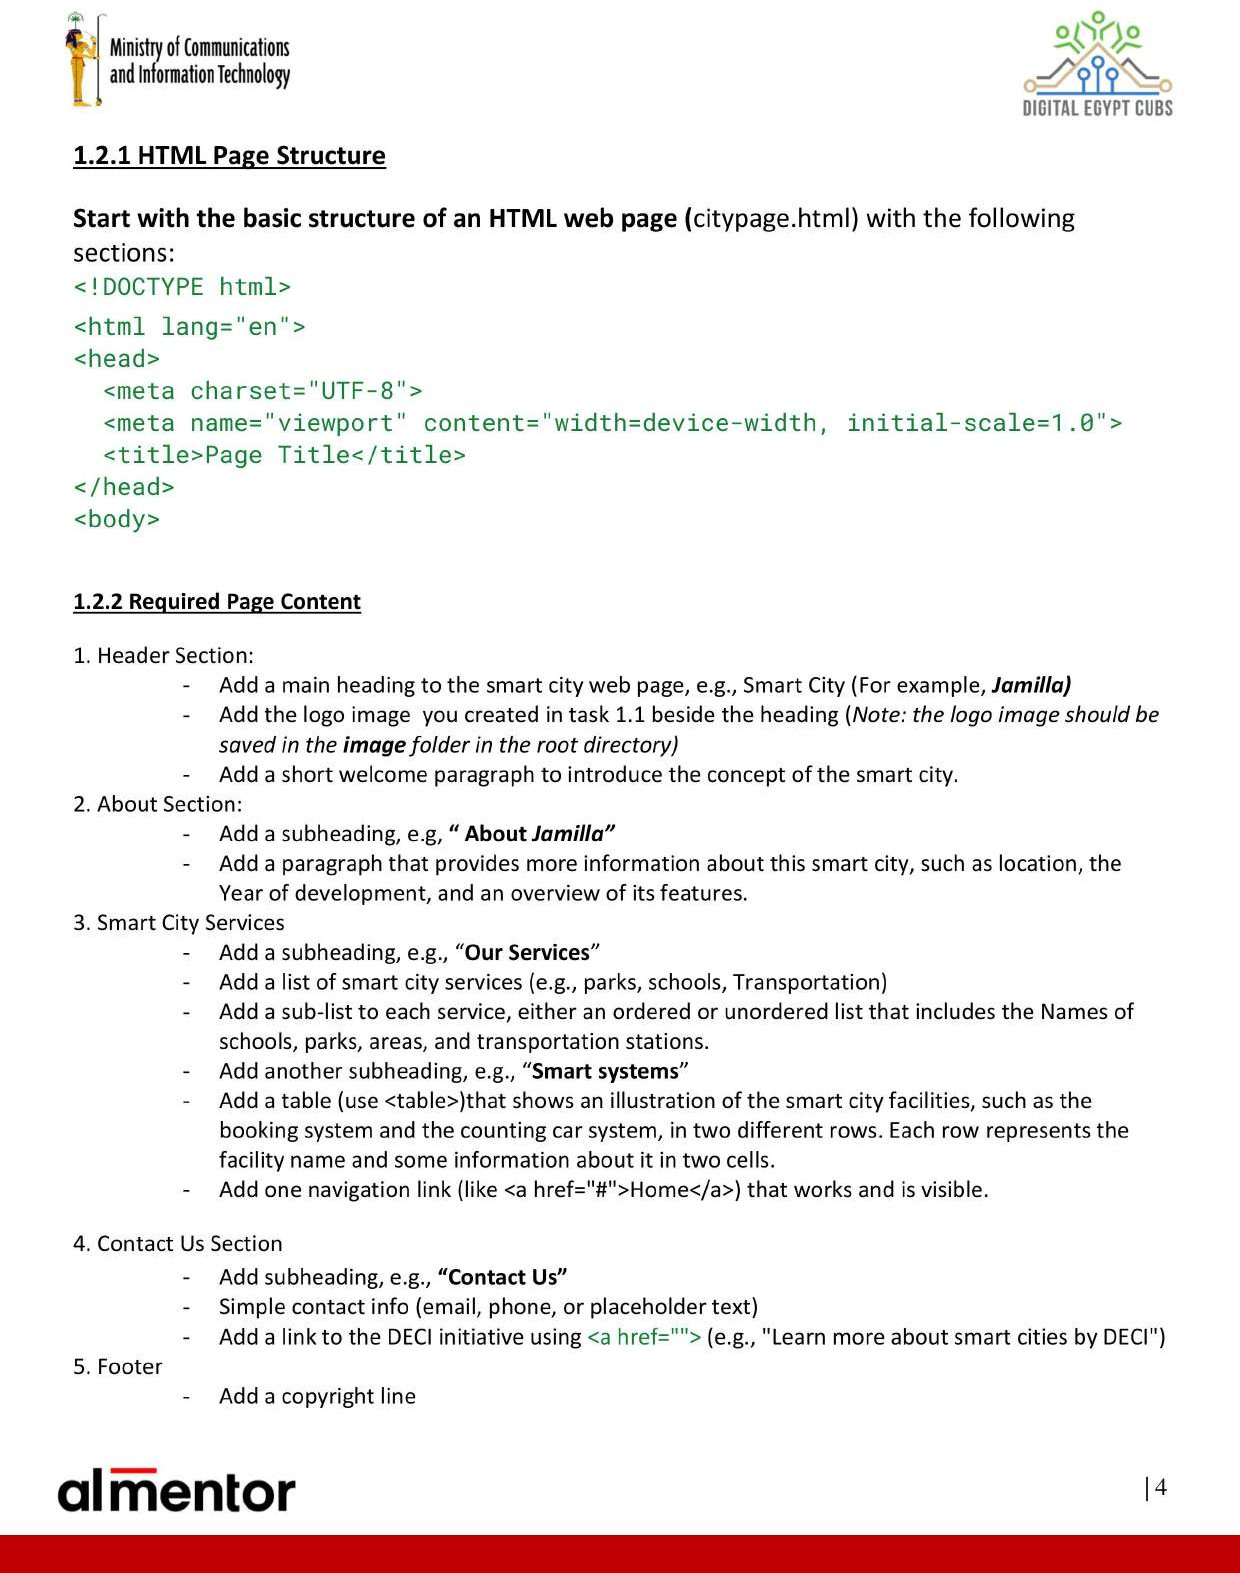 Ministry of Communications
and Information Technology
DIGITAL EGYPT CUBS
1.2.1 HTML Page Structure
Start with the basic structure of an HTML web page (citypage.html) with the following
sections:
<!DOCTYPE html>
<html lang="en">
<head>
  <meta charset="UTF-8">
  <meta name="viewport" content="width=device-width, initial-scale=1.0">
  <title>Page Title</title>
</head>
<body>
1.2.2 Required Page Content
1. Header Section:
- Add a main heading to the smart city web page, e.g., Smart City (For example, Jamilla)
- Add the logo image  you created in task 1.1 beside the heading (Note: the logo image should be
saved in the image folder in the root directory)
- Add a short welcome paragraph to introduce the concept of the smart city.
2. About Section:
- Add a subheading, e.g, “ About Jamilla”
- Add a paragraph that provides more information about this smart city, such as location, the
Year of development, and an overview of its features.
3. Smart City Services
- Add a subheading, e.g., “Our Services”
- Add a list of smart city services (e.g., parks, schools, Transportation)
- Add a sub-list to each service, either an ordered or unordered list that includes the Names of
schools, parks, areas, and transportation stations.
- Add another subheading, e.g., “Smart systems”
- Add a table (use <table>)that shows an illustration of the smart city facilities, such as the
booking system and the counting car system, in two different rows. Each row represents the
facility name and some information about it in two cells.
- Add one navigation link (like <a href="#">Home</a>) that works and is visible.
4. Contact Us Section
- Add subheading, e.g., “Contact Us”
- Simple contact info (email, phone, or placeholder text)
- Add a link to the DECI initiative using <a href=""> (e.g., "Learn more about smart cities by DECI")
5. Footer
- Add a copyright line
almentor
|4